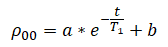 ρ₀₀ = a * e^(-t/T₁) + b